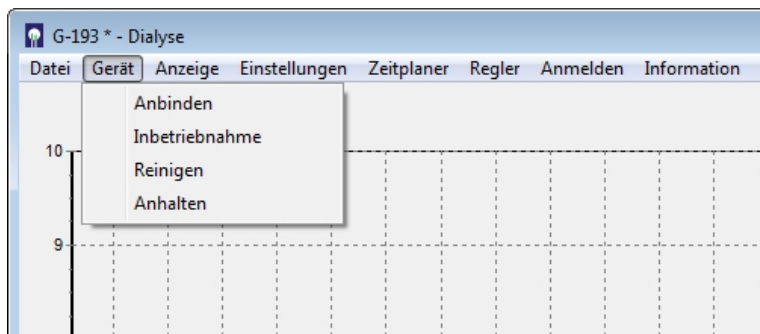 G-193 * - Dialyse
Datei Gerät Anzeige Einstellungen Zeitplaner Regler Anmelden Information
Anbinden
Inbetriebnahme
Reinigen
Anhalten
10
9